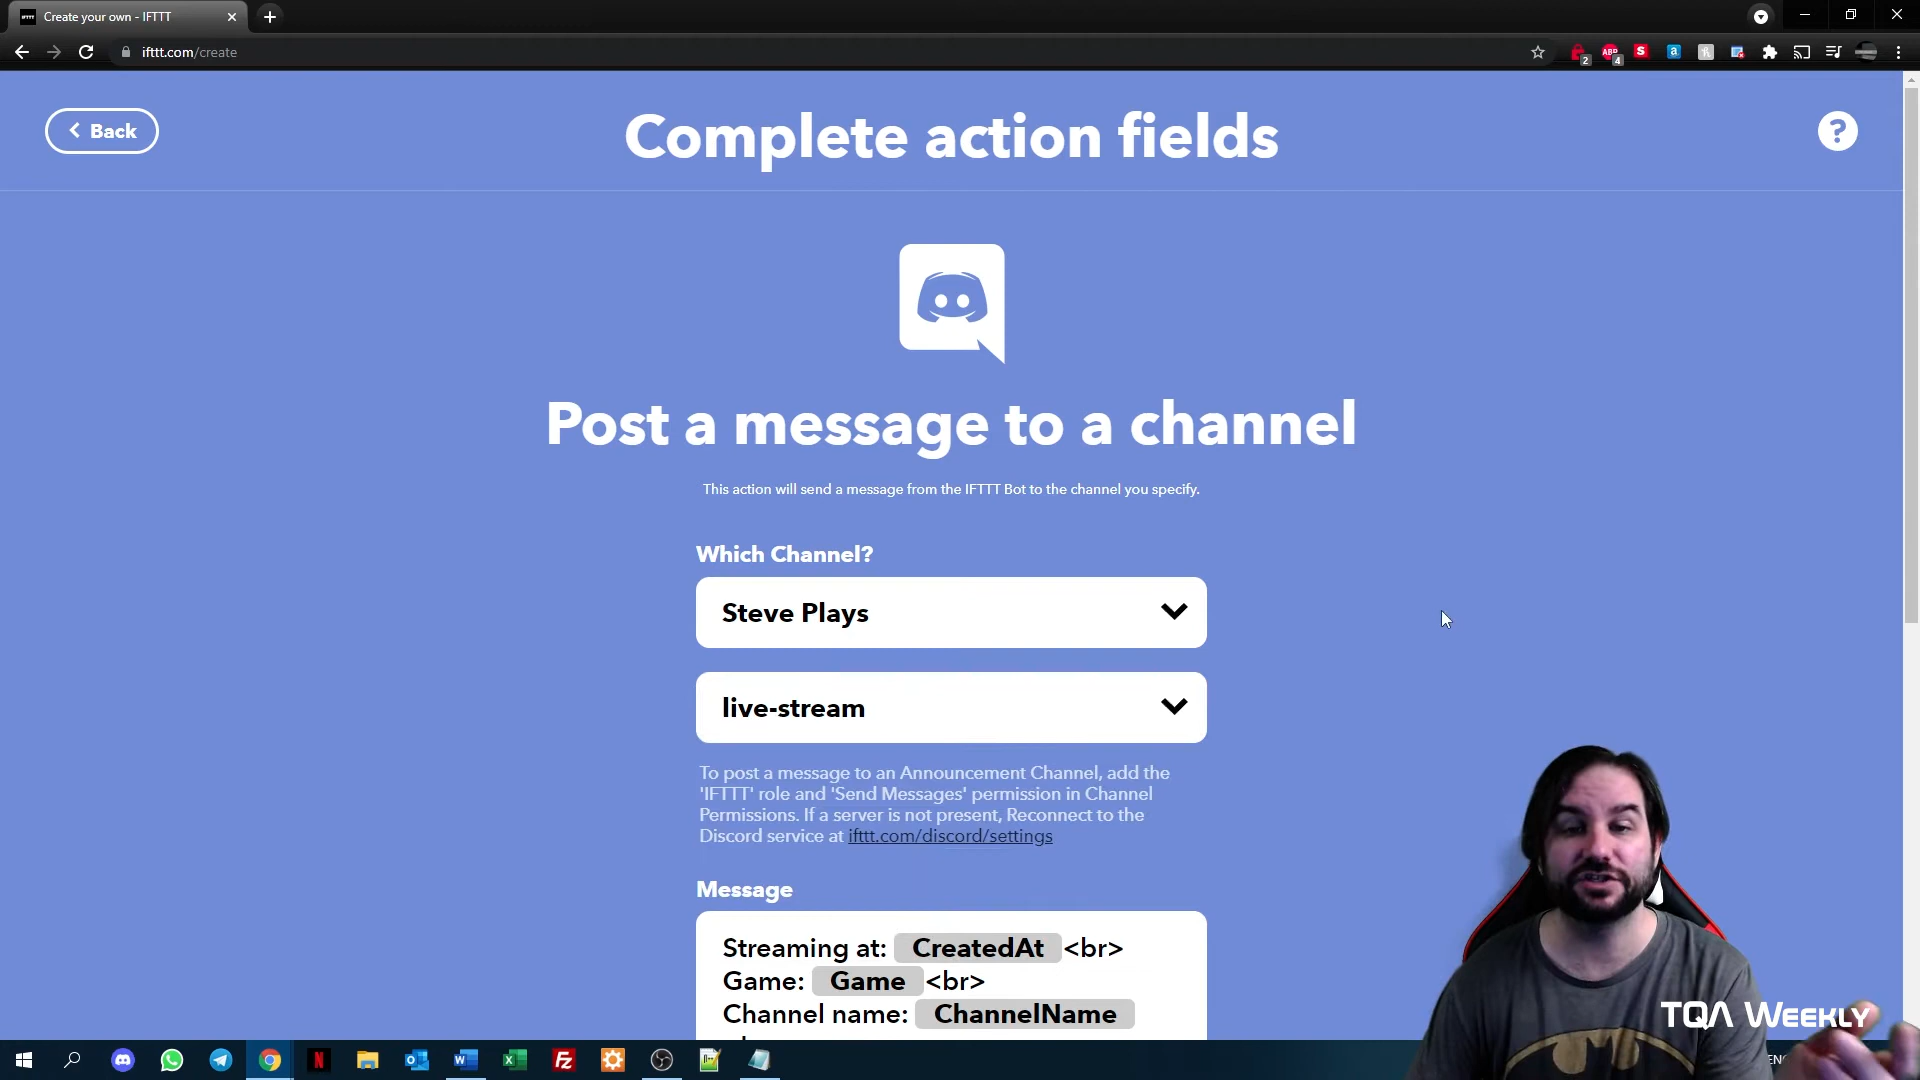 Create your own - IFTTT
ifttt.com/create
2
ABP
4
S
a
Back
Complete action fields
?
Post a message to a channel
This action will send a message from the IFTTT Bot to the channel you specify.
Which Channel?
Steve Plays
live-stream
To post a message to an Announcement Channel, add the
'IFTTT' role and 'Send Messages' permission in Channel
Permissions. If a server is not present, Reconnect to the
Discord service at ifttt.com/discord/settings
Message
Streaming at: CreatedAt <br>
Game: Game <br>
Channel name: ChannelName
TQA WEEKLY
ENG